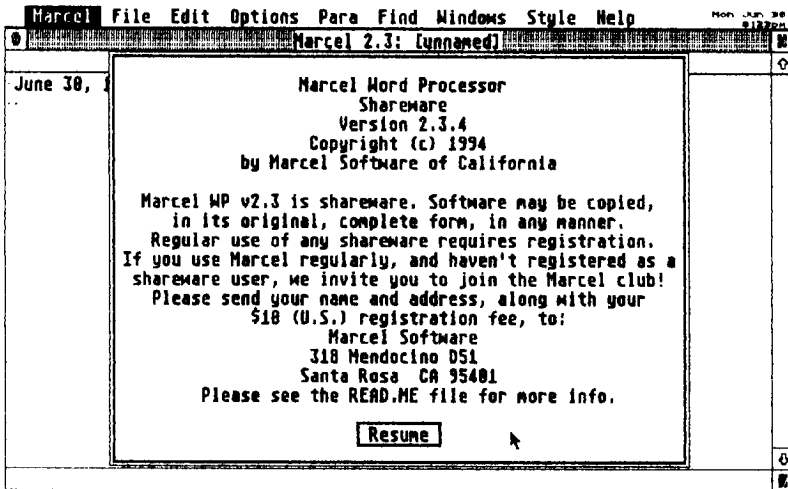 Marcel File Edit Options Para Find Windows Style Help
Mon Jun 30
Marcel 2.3: [unnamed]
June 30,
Marcel Word Processor
Shareware
Version 2.3.4
Copyright (c) 1994
by Marcel Software of California
Marcel WP v2.3 is shareware. Software may be copied,
in its original, complete form, in any manner.
Regular use of any shareware requires registration.
If you use Marcel regularly, and haven't registered as a
shareware user, we invite you to join the Marcel club!
Please send your name and address, along with your
$18 (U.S.) registration fee, to:
Marcel Software
318 Mendocino D51
Santa Rosa CA 95401
Please see the READ.ME file for more info.
Resume